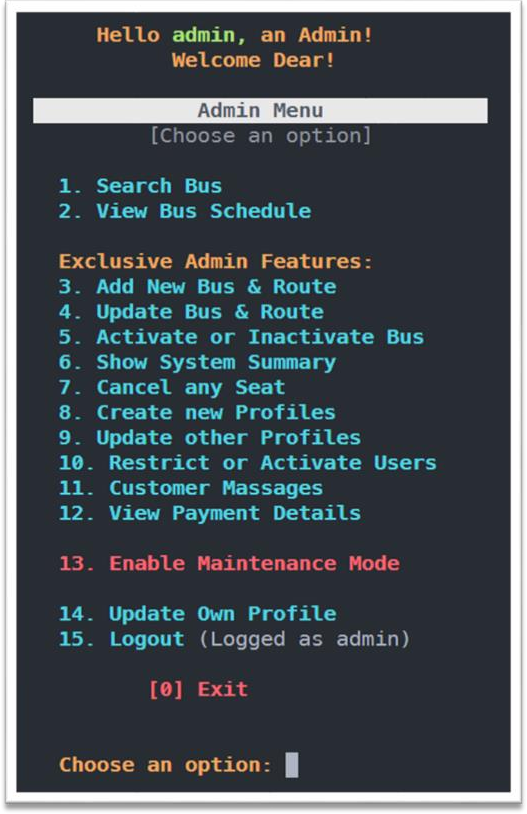 Hello admin, an Admin!
Welcome Dear!
Admin Menu
[Choose an option]
1. Search Bus
2. View Bus Schedule
Exclusive Admin Features:
3. Add New Bus & Route
4. Update Bus & Route
5. Activate or Inactivate Bus
6. Show System Summary
7. Cancel any Seat
8. Create new Profiles
9. Update other Profiles
10. Restrict or Activate Users
11. Customer Massages
12. View Payment Details
13. Enable Maintenance Mode
14. Update Own Profile
15. Logout (Logged as admin)
[0] Exit
Choose an option: